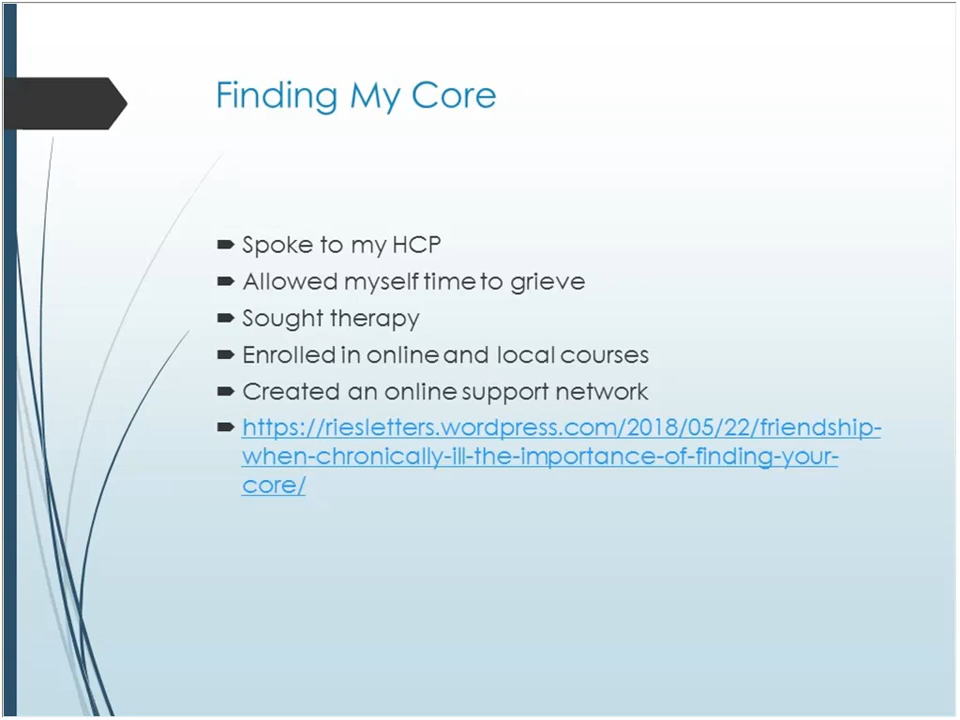 Finding My Core
Spoke to my HCP
Allowed myself time to grieve
Sought therapy
Enrolled in online and local courses
Created an online support network
https://riesletters.wordpress.com/2018/05/22/friendship-
when-chronically-ill-the-importance-of-finding-your-
core/